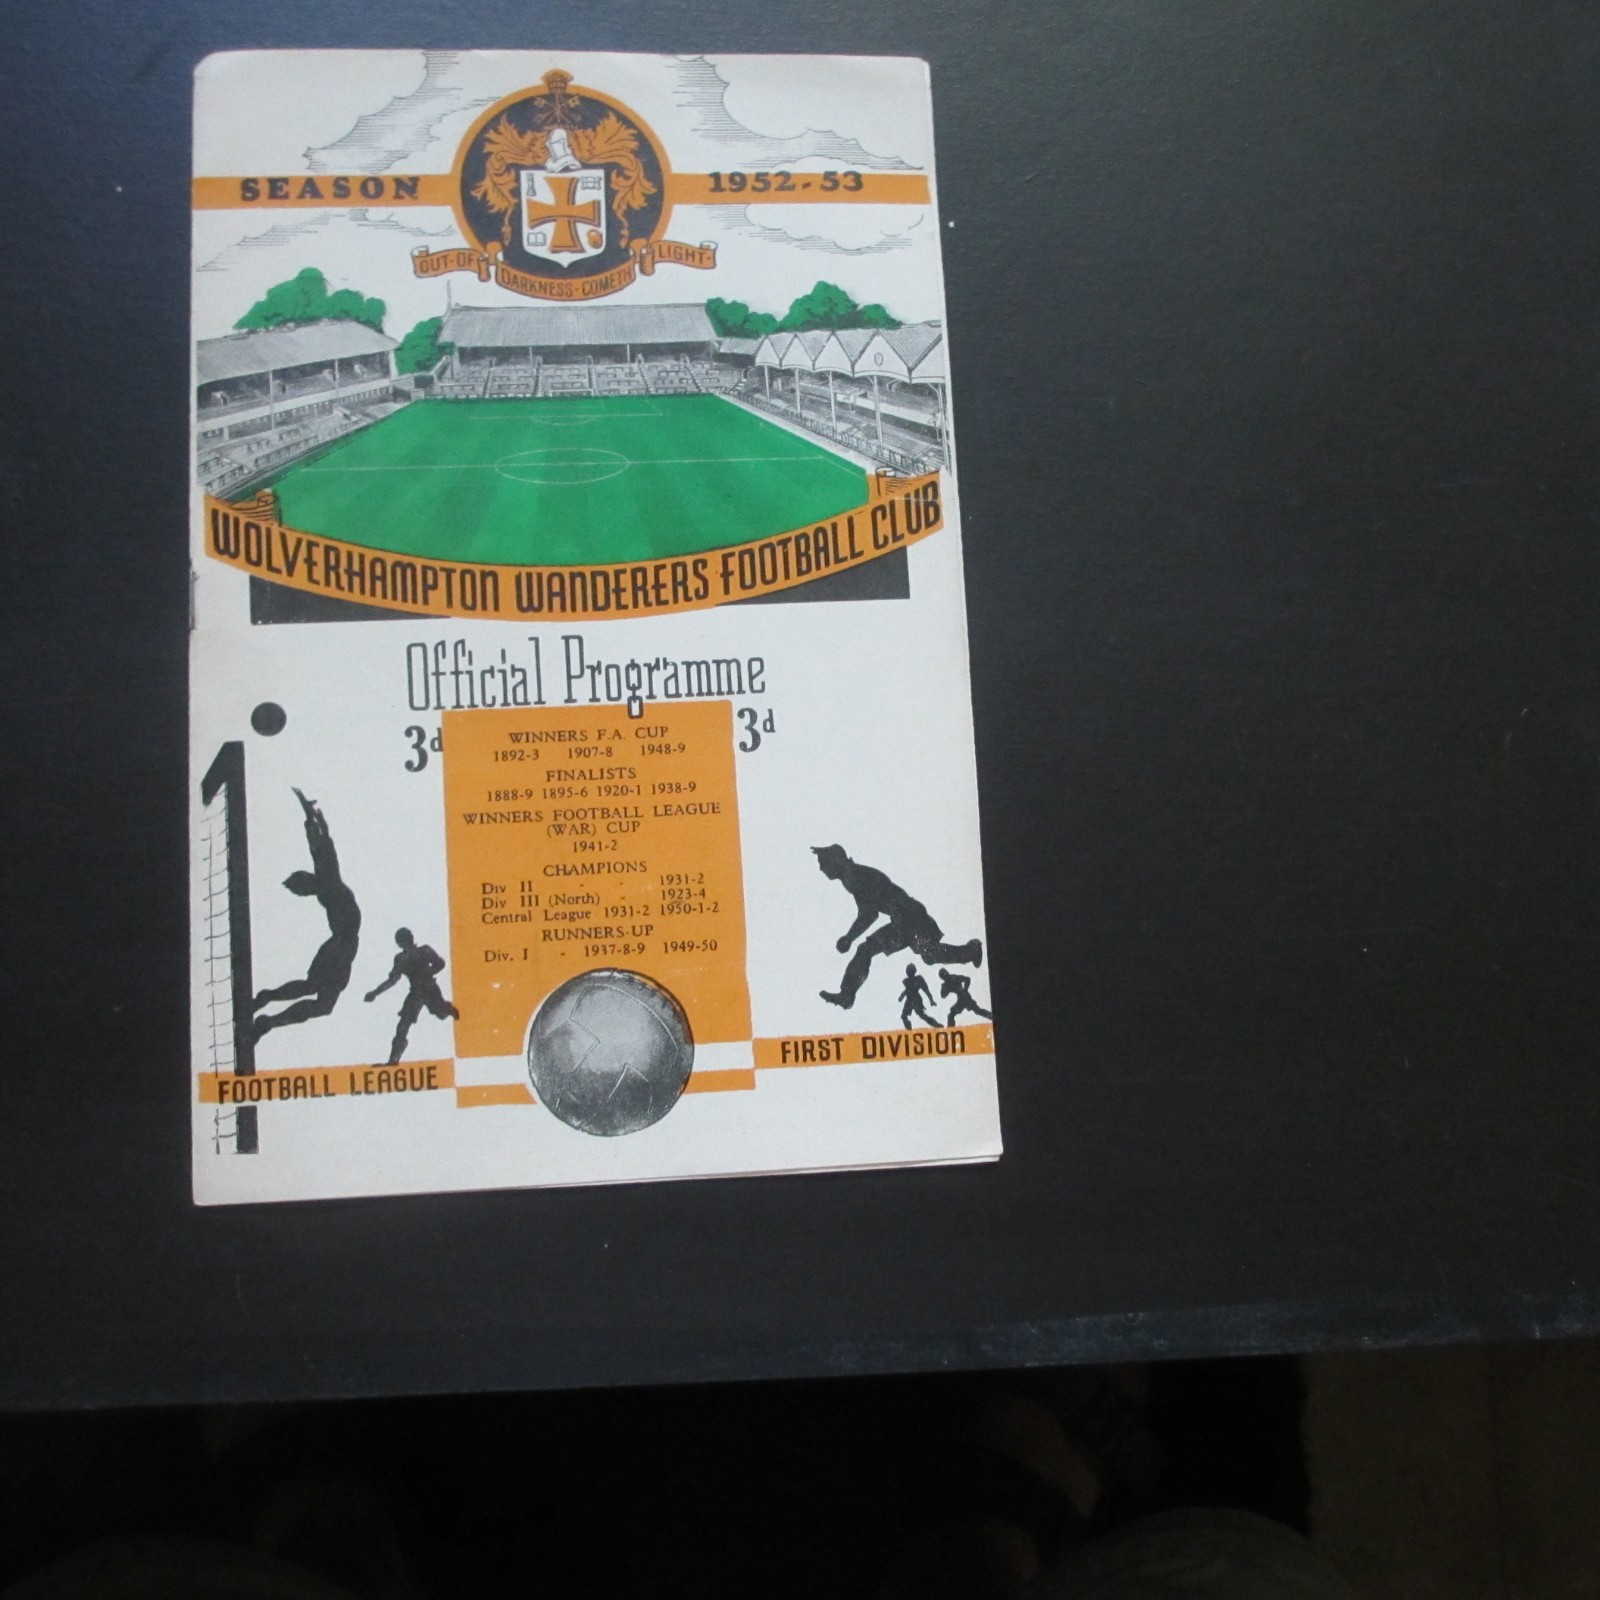 SEASON 1952-53
OUT·OF·DARKNESS·COMETH·LIGHT·
WOLVERHAMPTON WANDERERS FOOTBALL CLUB
Official Programme
3d 3d
WINNERS F.A. CUP
1892-3 1907-8 1948-9
FINALISTS
1888-9 1895-6 1920-1 1938-9
WINNERS FOOTBALL LEAGUE
(WAR) CUP
1941-2
CHAMPIONS
Div II - - 1931-2
Div III (North) - 1923-4
Central League 1931-2 1950-1-2
RUNNERS-UP
Div. I - 1937-8-9 1949-50
FOOTBALL LEAGUE
FIRST DIVISION